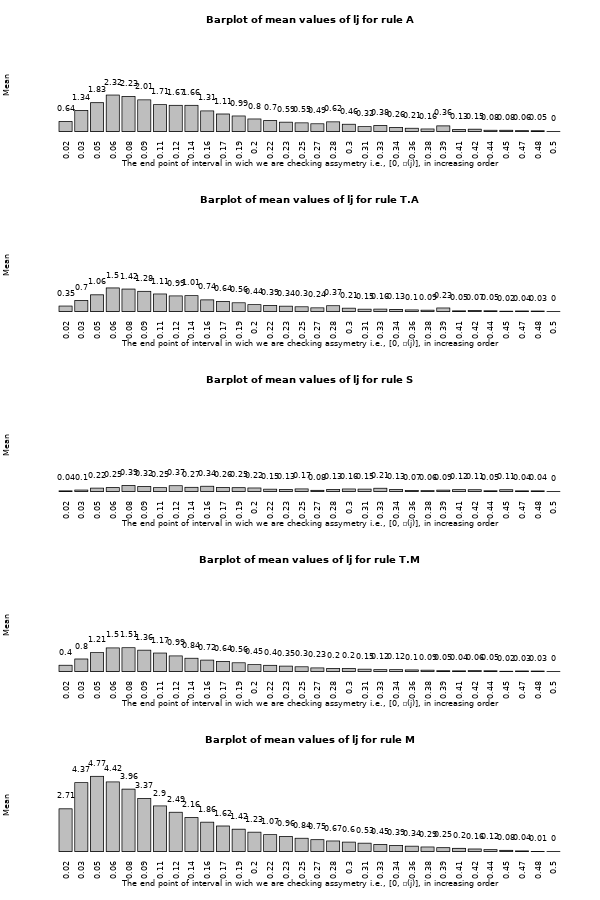 Barplot of mean values of lj for rule A
Mean
0.64 1.34 1.83 2.32 2.23 2.01 1.71 1.67 1.66 1.31 1.11 0.99 0.8 0.7 0.59 0.55 0.49 0.62 0.46 0.32 0.38 0.26 0.21 0.16 0.36 0.13 0.15 0.08 0.08 0.06 0.05 0
0.02 0.03 0.05 0.06 0.08 0.09 0.11 0.12 0.14 0.16 0.17 0.19 0.2 0.22 0.23 0.25 0.27 0.28 0.3 0.31 0.33 0.34 0.36 0.38 0.39 0.41 0.42 0.44 0.45 0.47 0.48 0.5
The end point of interval in wich we are checking assymetry i.e., [0, □(j)], in increasing order
Barplot of mean values of lj for rule T.A
Mean
0.35 0.7 1.06 1.5 1.42 1.28 1.11 0.99 1.01 0.74 0.64 0.56 0.44 0.39 0.34 0.3 0.24 0.37 0.21 0.15 0.16 0.13 0.1 0.09 0.23 0.05 0.07 0.05 0.02 0.04 0.03 0
0.02 0.03 0.05 0.06 0.08 0.09 0.11 0.12 0.14 0.16 0.17 0.19 0.2 0.22 0.23 0.25 0.27 0.28 0.3 0.31 0.33 0.34 0.36 0.38 0.39 0.41 0.42 0.44 0.45 0.47 0.48 0.5
The end point of interval in wich we are checking assymetry i.e., [0, □(j)], in increasing order
Barplot of mean values of lj for rule S
Mean
0.04 0.1 0.22 0.25 0.39 0.32 0.25 0.37 0.27 0.34 0.26 0.25 0.22 0.15 0.13 0.17 0.08 0.13 0.16 0.15 0.21 0.13 0.07 0.06 0.09 0.12 0.11 0.05 0.11 0.04 0.04 0
0.02 0.03 0.05 0.06 0.08 0.09 0.11 0.12 0.14 0.16 0.17 0.19 0.2 0.22 0.23 0.25 0.27 0.28 0.3 0.31 0.33 0.34 0.36 0.38 0.39 0.41 0.42 0.44 0.45 0.47 0.48 0.5
The end point of interval in wich we are checking assymetry i.e., [0, □(j)], in increasing order
Barplot of mean values of lj for rule T.M
Mean
0.4 0.8 1.21 1.5 1.51 1.36 1.17 0.99 0.84 0.72 0.64 0.56 0.45 0.4 0.35 0.3 0.23 0.2 0.2 0.15 0.12 0.12 0.1 0.09 0.05 0.04 0.06 0.05 0.02 0.03 0.03 0
0.02 0.03 0.05 0.06 0.08 0.09 0.11 0.12 0.14 0.16 0.17 0.19 0.2 0.22 0.23 0.25 0.27 0.28 0.3 0.31 0.33 0.34 0.36 0.38 0.39 0.41 0.42 0.44 0.45 0.47 0.48 0.5
The end point of interval in wich we are checking assymetry i.e., [0, □(j)], in increasing order
Barplot of mean values of lj for rule M
Mean
2.71 4.37 4.77 4.42 3.96 3.37 2.9 2.49 2.16 1.86 1.62 1.42 1.23 1.07 0.96 0.84 0.75 0.67 0.6 0.53 0.45 0.39 0.34 0.29 0.25 0.2 0.16 0.12 0.08 0.04 0.01 0
0.02 0.03 0.05 0.06 0.08 0.09 0.11 0.12 0.14 0.16 0.17 0.19 0.2 0.22 0.23 0.25 0.27 0.28 0.3 0.31 0.33 0.34 0.36 0.38 0.39 0.41 0.42 0.44 0.45 0.47 0.48 0.5
The end point of interval in wich we are checking assymetry i.e., [0, □(j)], in increasing order